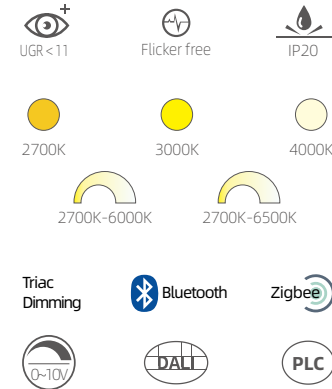 UGR<11 Flicker free IP20
2700K 3000K 4000K
2700K-6000K 2700K-6500K
Triac
Dimming Bluetooth Zigbee
0~10V DALI PLC